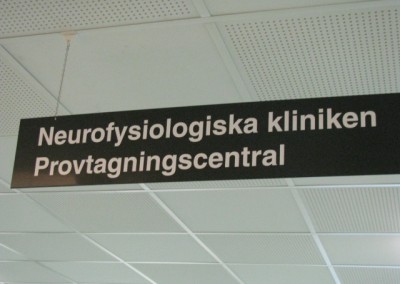 Neurofysiologiska kliniken
Provtagningscentral